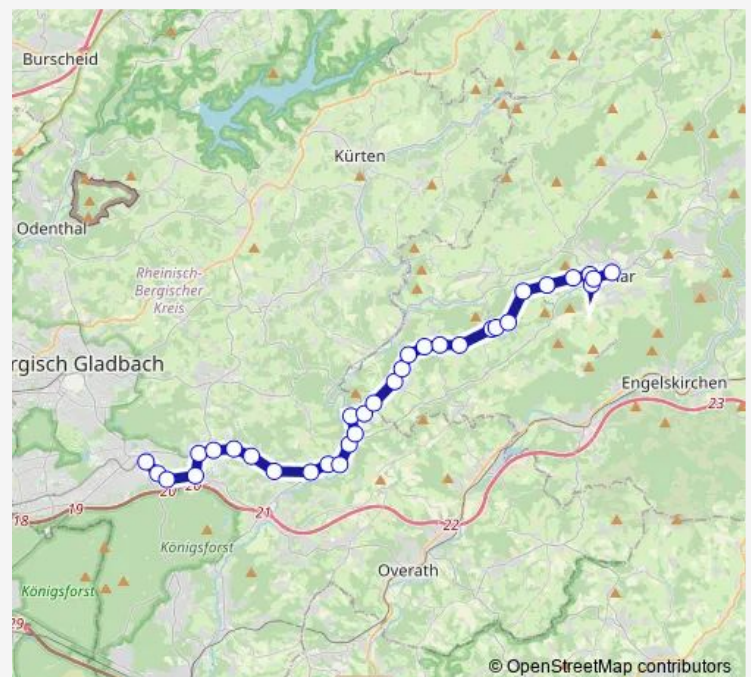 Burscheid
Kürten
Odenthal
Rheinisch-
Bergischer
Kreis
ar
rgisch Gladbach
Engelskirchen
23
20
20
19
18
21
22
Königsforst
Overath
Königsforst
29
© OpenStreetMap contributors